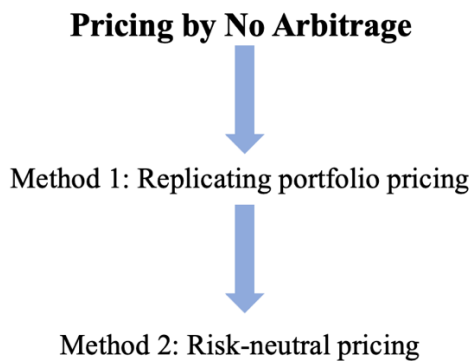 Pricing by No Arbitrage
Method 1: Replicating portfolio pricing
Method 2: Risk-neutral pricing